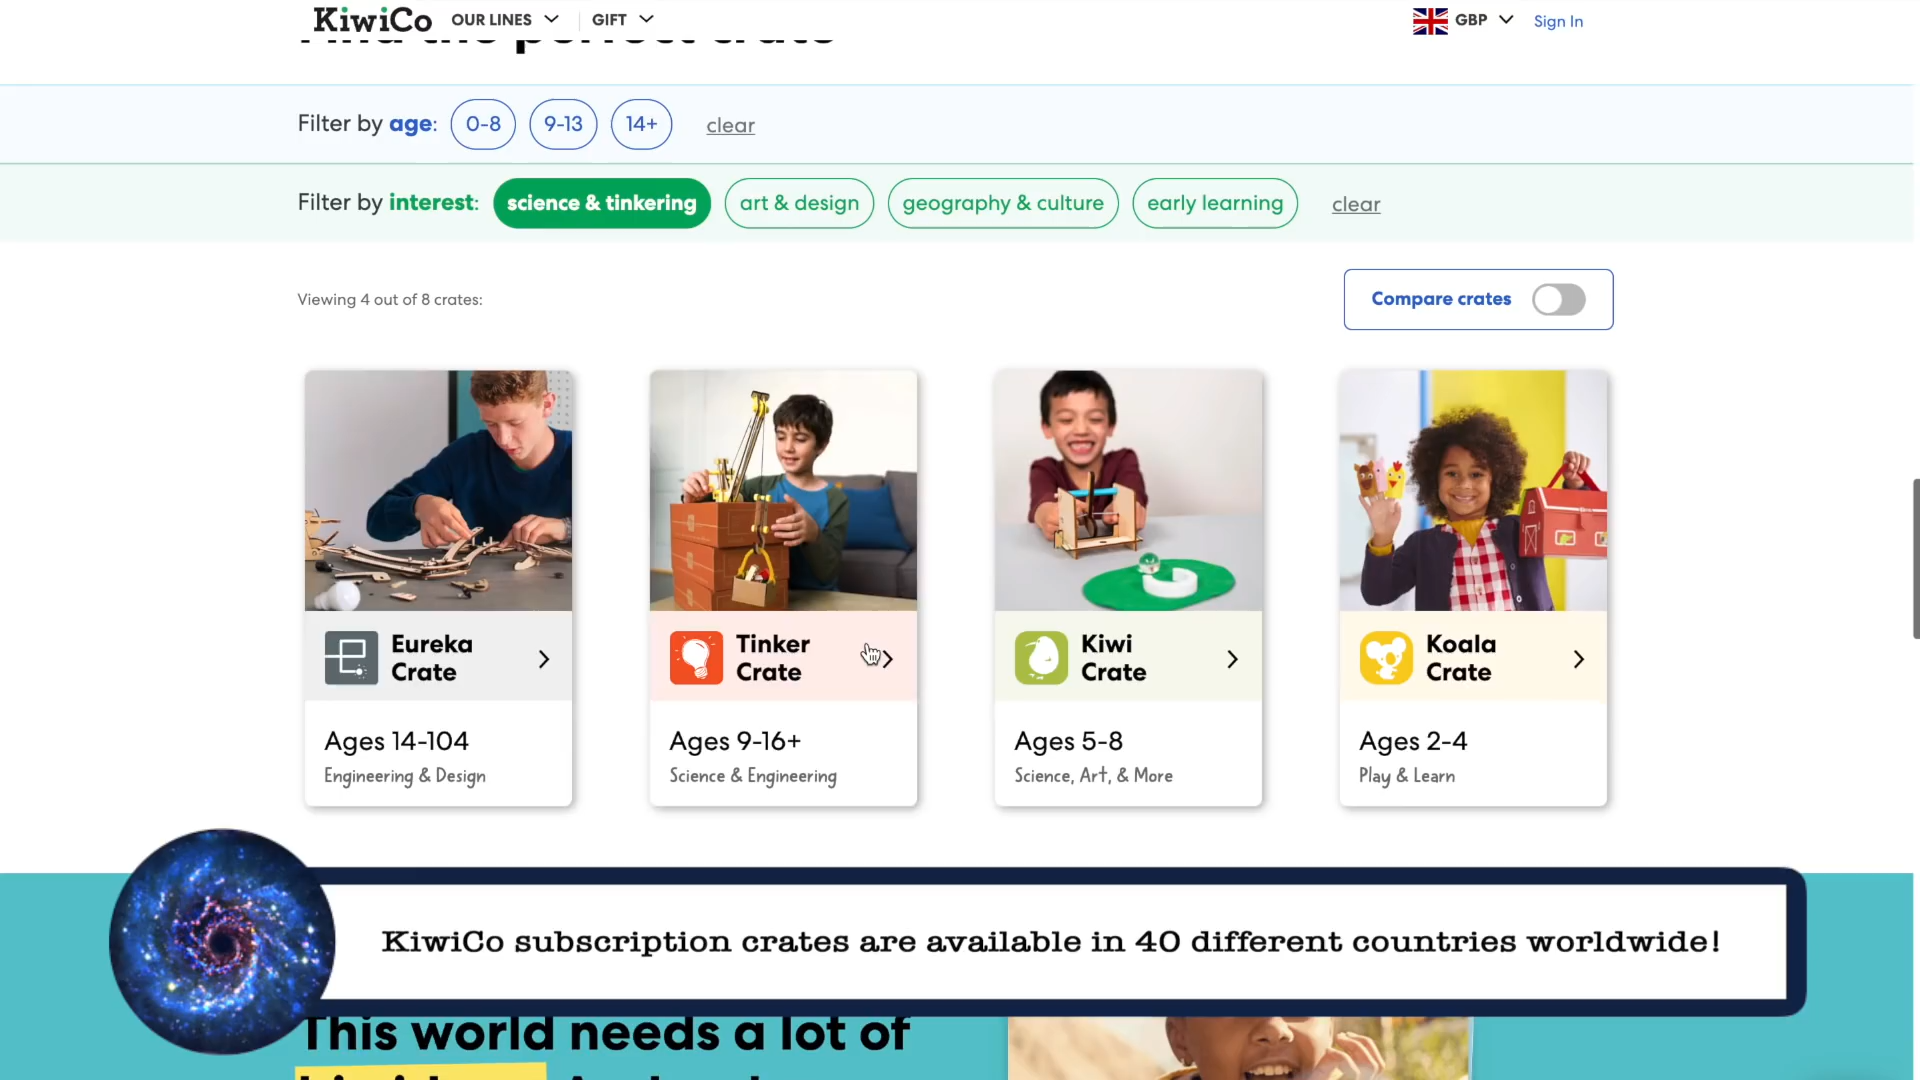 KiwiCo OUR LINES GIFT GBP Sign In
Find the perfect crate
Filter by age: 0-8 9-13 14+ clear
Filter by interest: science & tinkering art & design geography & culture early learning clear
Viewing 4 out of 8 crates:
Compare crates
Eureka
Crate
Ages 14-104
Engineering & Design
Tinker
Crate
Ages 9-16+
Science & Engineering
Kiwi
Crate
Ages 5-8
Science, Art, & More
Koala
Crate
Ages 2-4
Play & Learn
KiwiCo subscription crates are available in 40 different countries worldwide!
This world needs a lot of